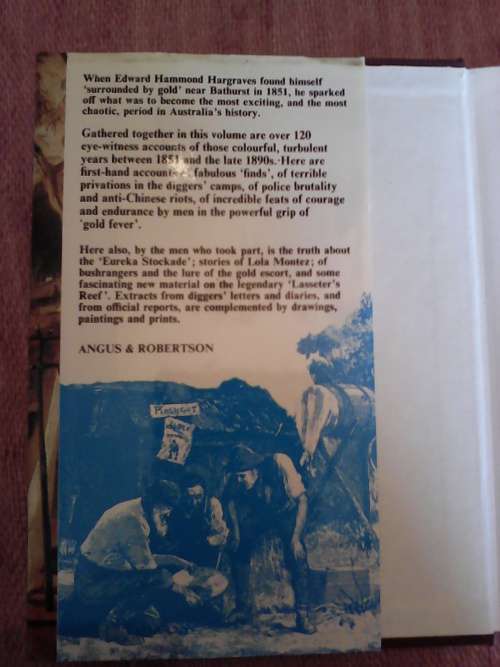 When Edward Hammond Hargraves found himself
'surrounded by gold' near Bathurst in 1851, he sparked
off what was to become the most exciting, and the most
chaotic, period in Australia's history.
Gathered together in this volume are over 120
eye-witness accounts of those colourful, turbulent
years between 1851 and the late 1890s. Here are
first-hand accounts of fabulous 'finds', of terrible
privations in the diggers' camps, of police brutality
and anti-Chinese riots, of incredible feats of courage
and endurance by men in the powerful grip of
'gold fever'.
Here also, by the men who took part, is the truth about
the 'Eureka Stockade'; stories of Lola Montez; of
bushrangers and the lure of the gold escort, and some
fascinating new material on the legendary 'Lasseter's
Reef'. Extracts from diggers' letters and diaries, and
from official reports, are complemented by drawings,
paintings and prints.
ANGUS & ROBERTSON